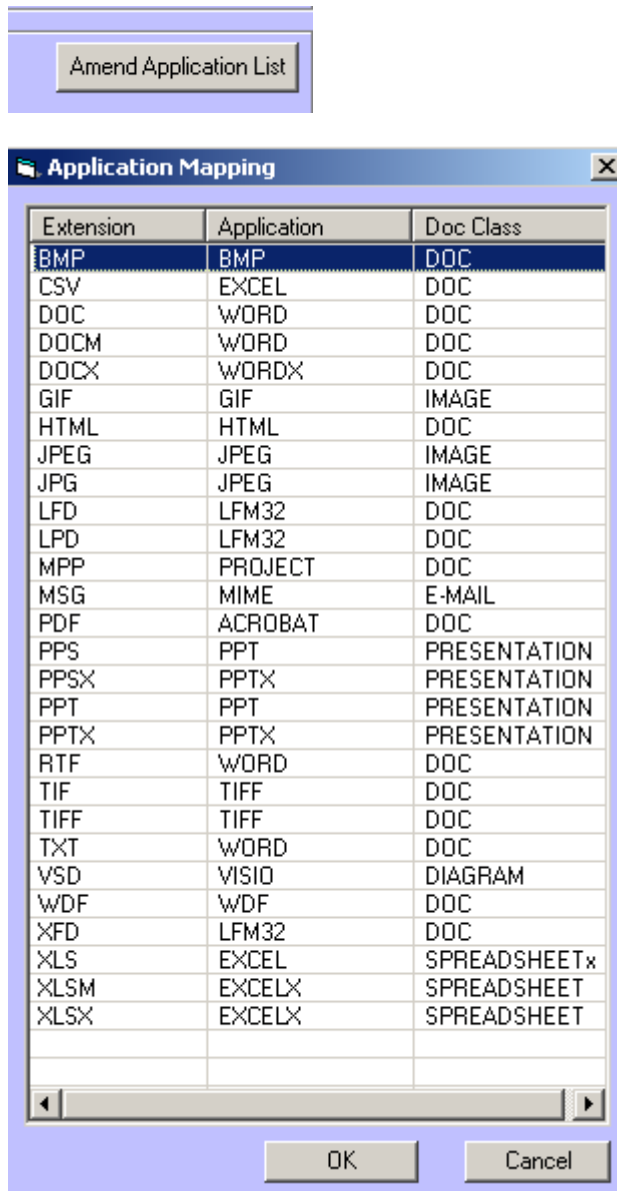 Amend Application List
Application Mapping
Extension Application Doc Class
BMP BMP DOC
CSV EXCEL DOC
DOC WORD DOC
DOCM WORD DOC
DOCX WORDX DOC
GIF GIF IMAGE
HTML HTML DOC
JPEG JPEG IMAGE
JPG JPEG IMAGE
LFD LFM32 DOC
LPD LFM32 DOC
MPP PROJECT DOC
MSG MIME E-MAIL
PDF ACROBAT DOC
PPS PPT PRESENTATION
PPSX PPTX PRESENTATION
PPT PPT PRESENTATION
PPTX PPTX PRESENTATION
RTF WORD DOC
TIF TIFF DOC
TIFF TIFF DOC
TXT WORD DOC
VSD VISIO DIAGRAM
WDF WDF DOC
XFD LFM32 DOC
XLS EXCEL SPREADSHEETx
XLSM EXCELX SPREADSHEET
XLSX EXCELX SPREADSHEET
OK Cancel